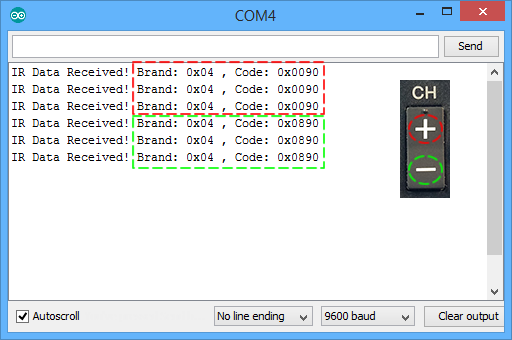 COM4
Send
IR Data Received! Brand: 0x04 , Code: 0x0090
IR Data Received! Brand: 0x04 , Code: 0x0090
IR Data Received! Brand: 0x04 , Code: 0x0090
IR Data Received! Brand: 0x04 , Code: 0x0890
IR Data Received! Brand: 0x04 , Code: 0x0890
IR Data Received! Brand: 0x04 , Code: 0x0890
CH
+
−
Autoscroll
No line ending
9600 baud
Clear output